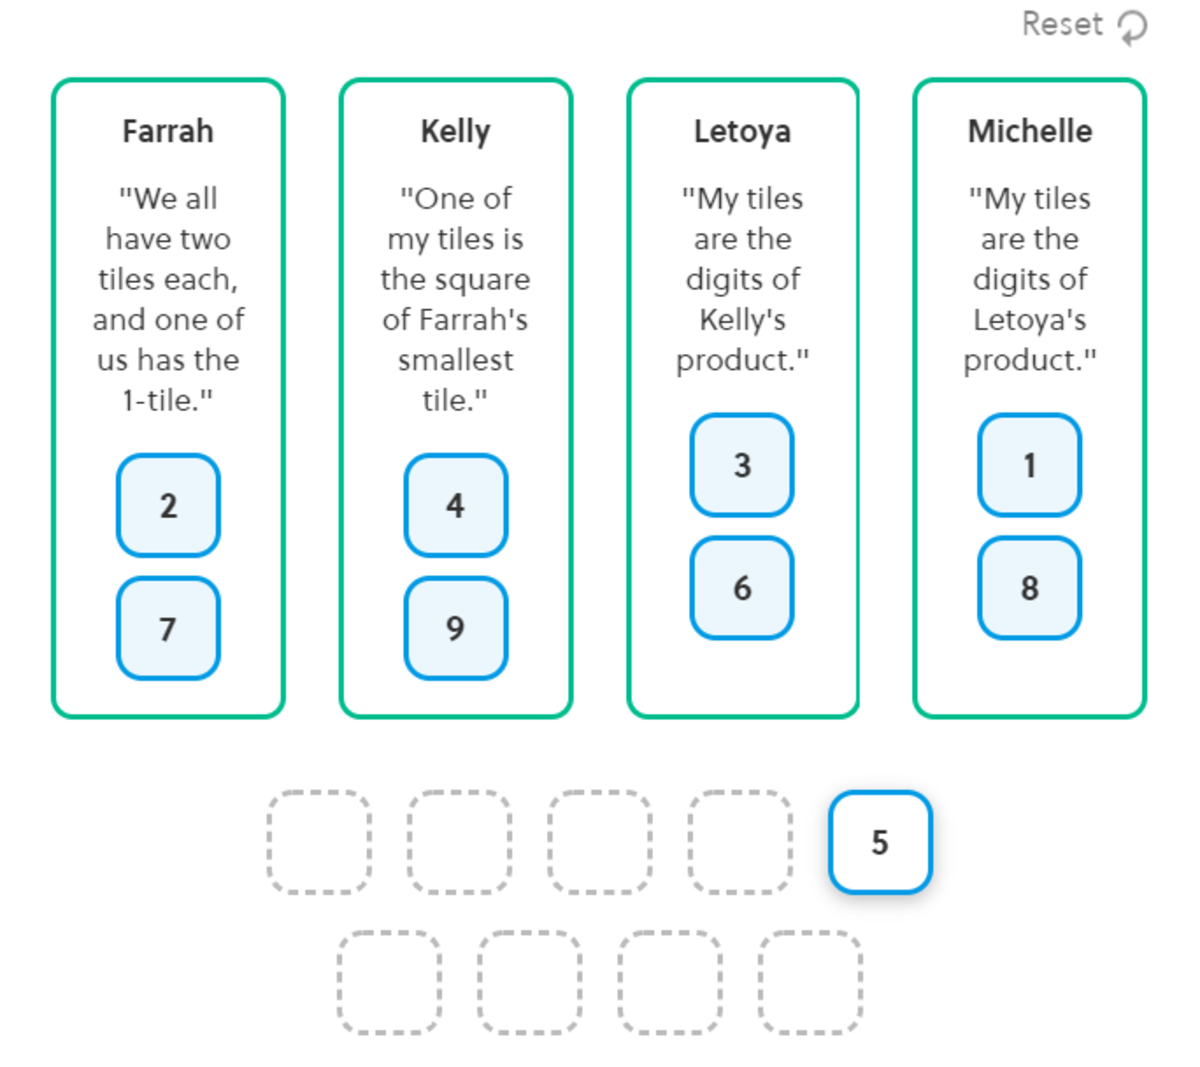 Reset
Farrah
"We all
have two
tiles each,
and one of
us has the
1-tile."
2
7
Kelly
"One of
my tiles is
the square
of Farrah's
smallest
tile."
4
9
Letoya
"My tiles
are the
digits of
Kelly's
product."
3
6
Michelle
"My tiles
are the
digits of
Letoya's
product."
1
8
5